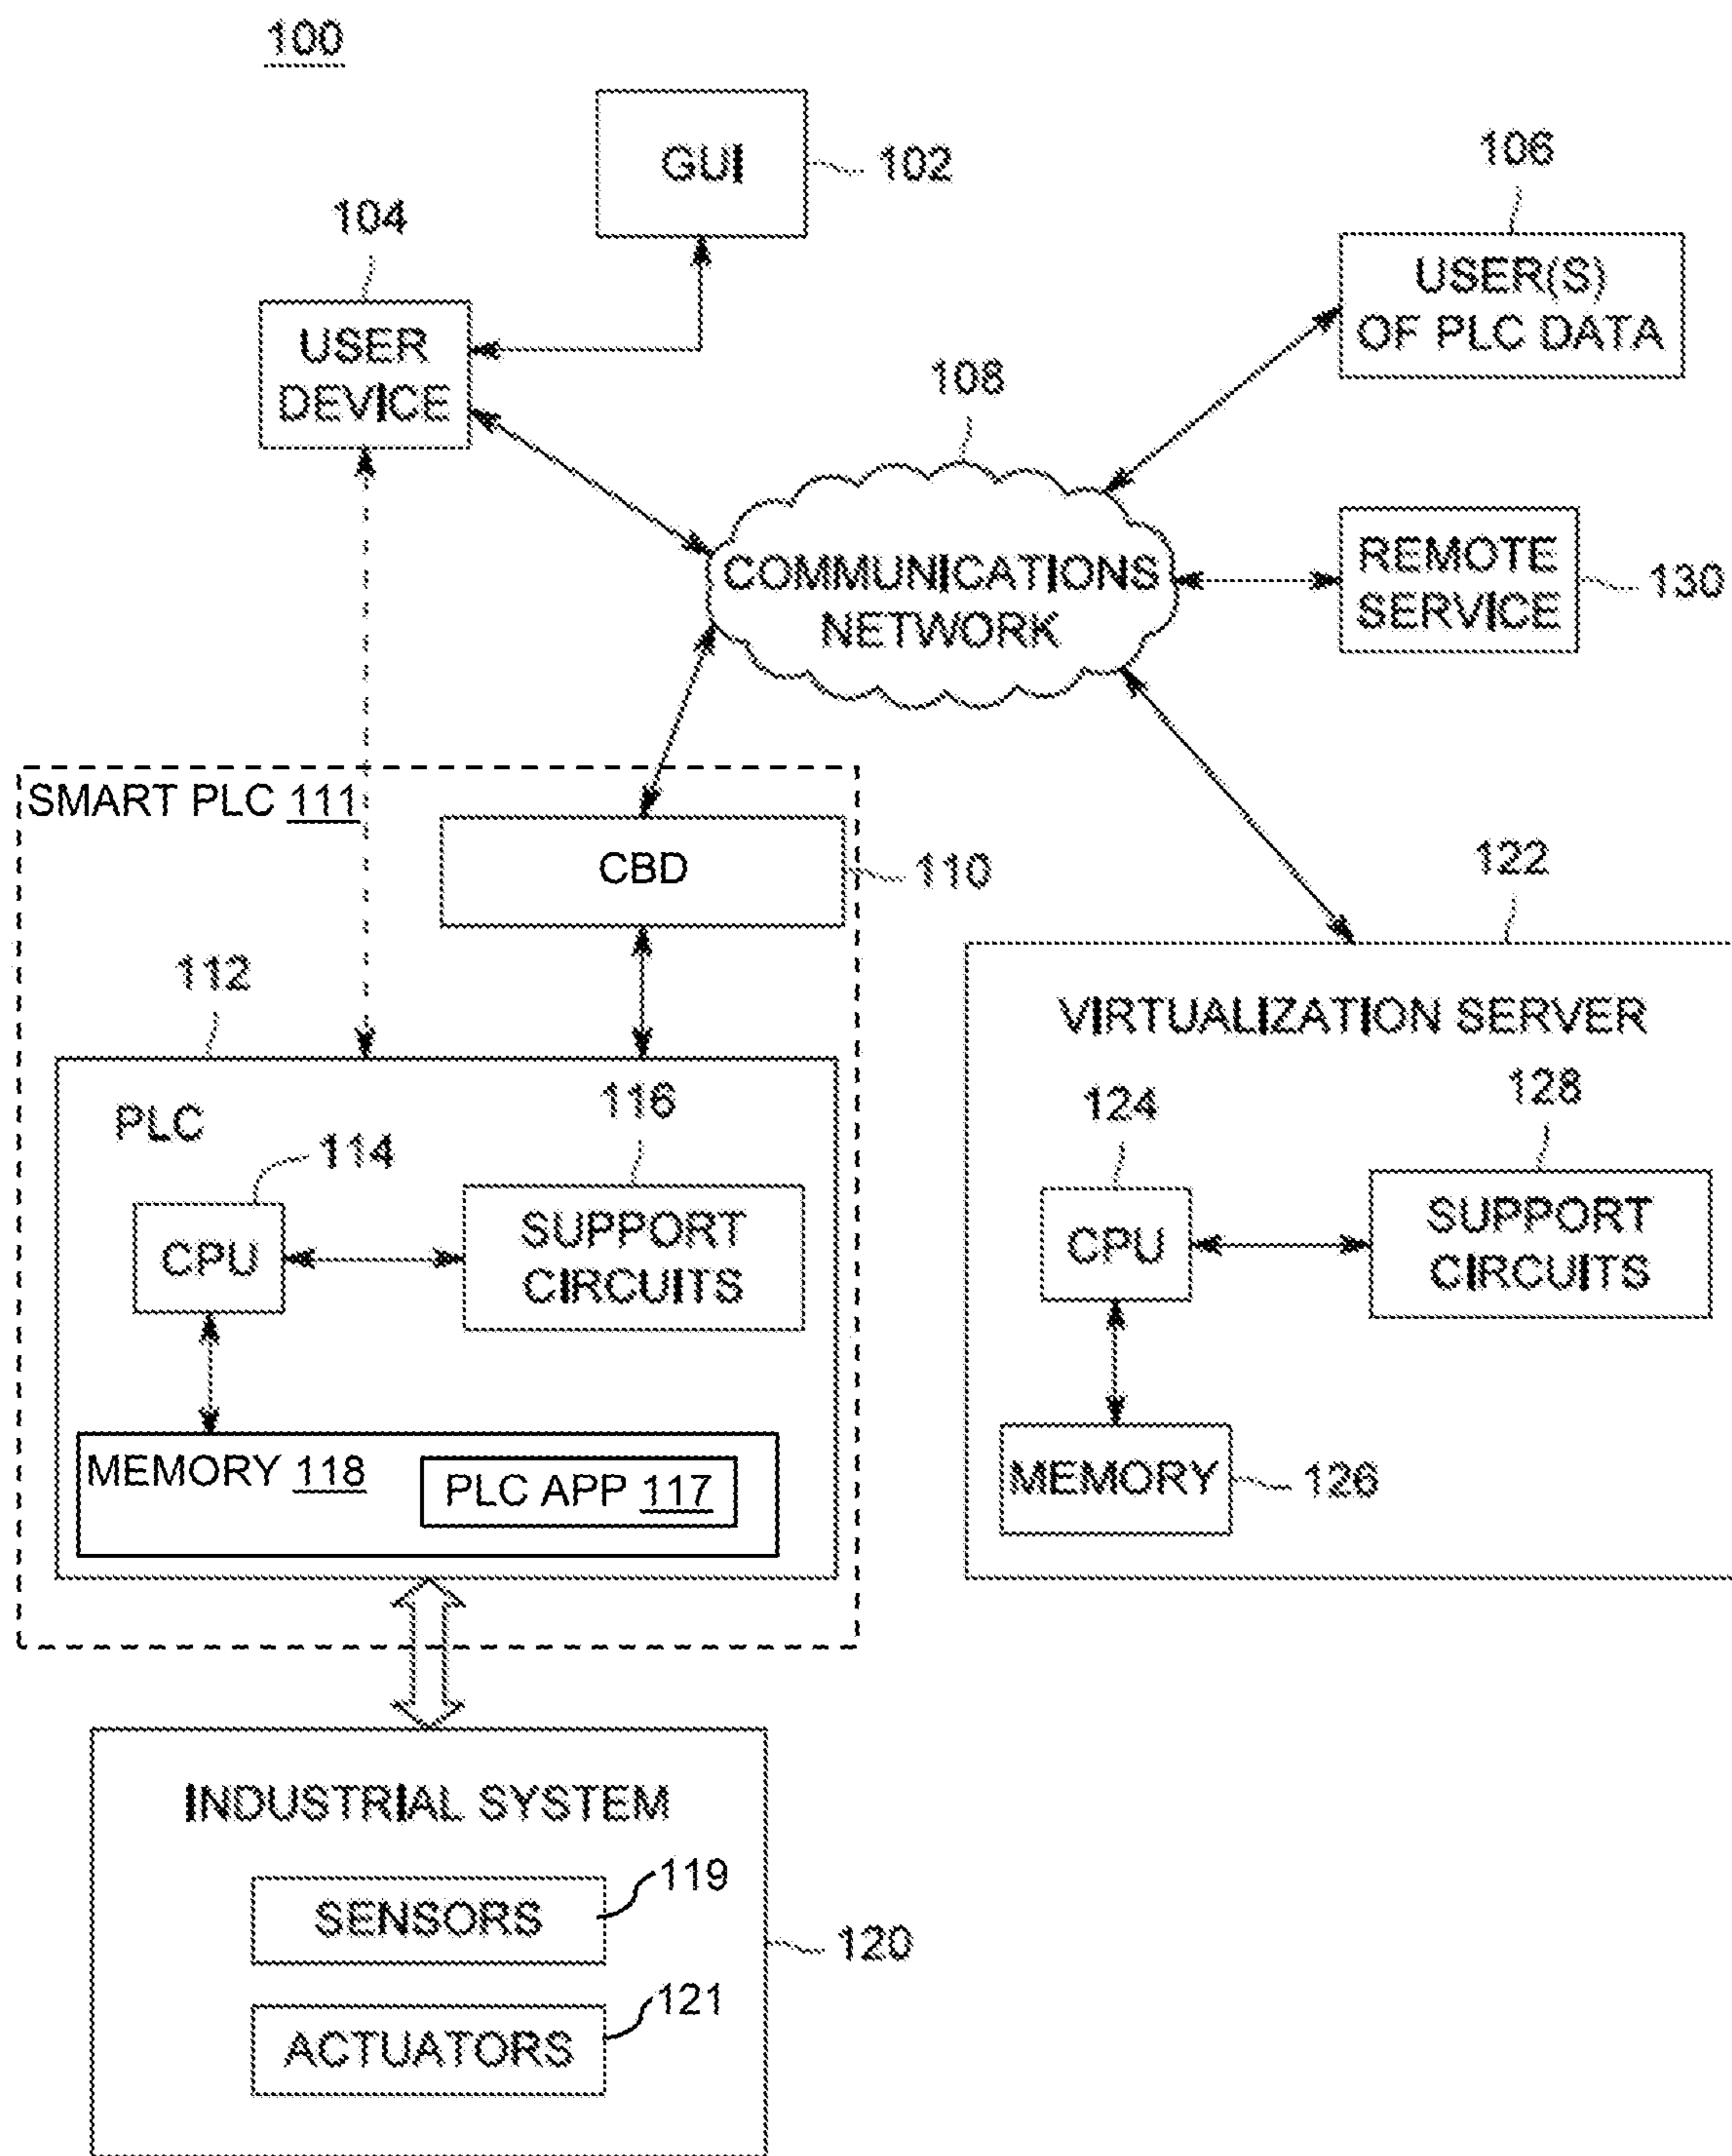 100
GUI
102
104
106
USER
DEVICE
USER(S)
OF PLC DATA
108
COMMUNICATIONS
NETWORK
REMOTE
SERVICE
130
SMART PLC 111
CBD
110
122
112
VIRTUALIZATION SERVER
PLC
116
114
124
128
CPU
SUPPORT
CIRCUITS
CPU
SUPPORT
CIRCUITS
MEMORY 118
PLC APP 117
MEMORY
126
INDUSTRIAL SYSTEM
119
SENSORS
120
121
ACTUATORS